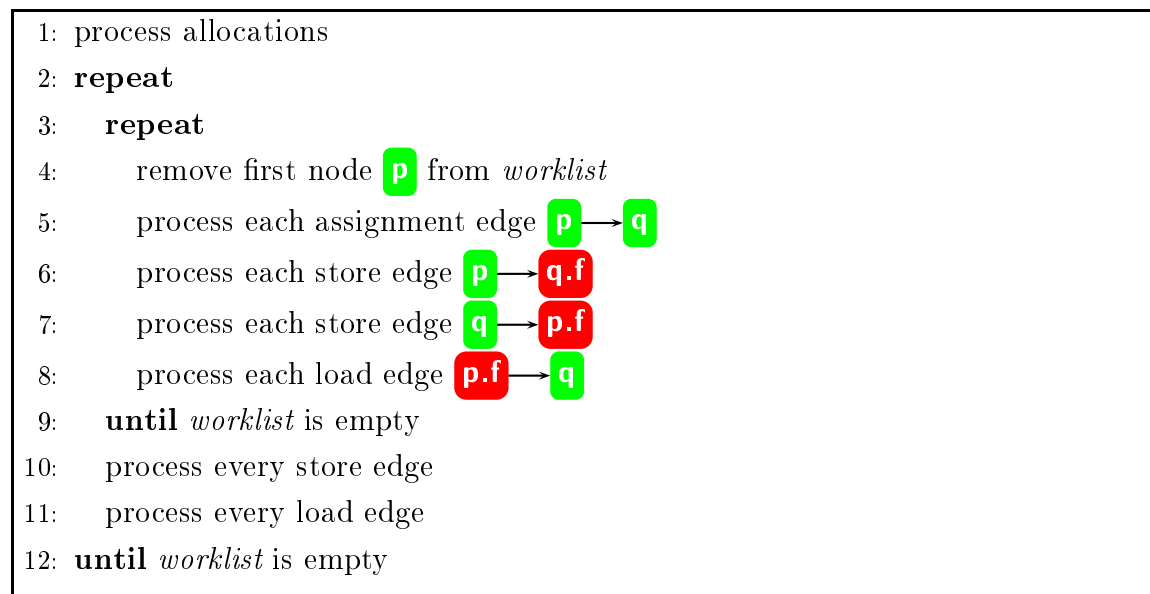 1: process allocations
2: repeat
3: repeat
4: remove first node p from worklist
5: process each assignment edge p → q
6: process each store edge p → q.f
7: process each store edge q → p.f
8: process each load edge p.f → q
9: until worklist is empty
10: process every store edge
11: process every load edge
12: until worklist is empty